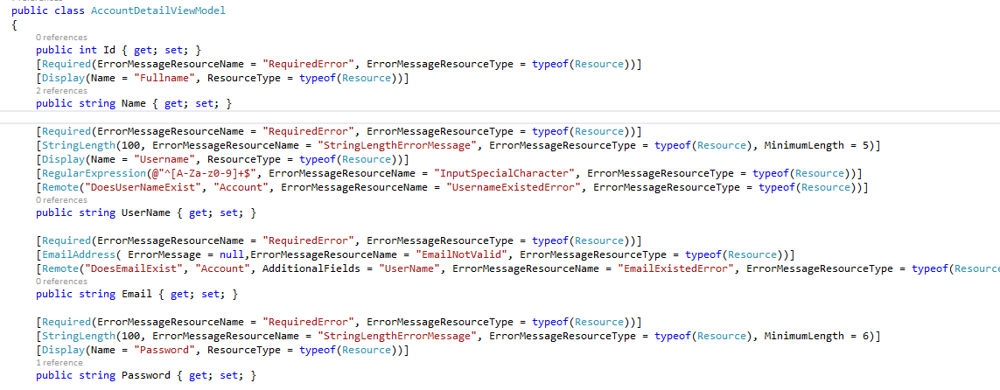 public class AccountDetailViewModel
{
0 references
public int Id { get; set; }
[Required(ErrorMessageResourceName = "RequiredError", ErrorMessageResourceType = typeof(Resource))]
[Display(Name = "Fullname", ResourceType = typeof(Resource))]
2 references
public string Name { get; set; }
[Required(ErrorMessageResourceName = "RequiredError", ErrorMessageResourceType = typeof(Resource))]
[StringLength(100, ErrorMessageResourceName = "StringLengthErrorMessage", ErrorMessageResourceType = typeof(Resource), MinimumLength = 5)]
[Display(Name = "Username", ResourceType = typeof(Resource))]
[RegularExpression(@"^[A-Za-z0-9]+$", ErrorMessageResourceName = "InputSpecialCharacter", ErrorMessageResourceType = typeof(Resource))]
[Remote("DoesUserNameExist", "Account", ErrorMessageResourceName = "UsernameExistedError", ErrorMessageResourceType = typeof(Resource))]
0 references
public string UserName { get; set; }
[Required(ErrorMessageResourceName = "RequiredError", ErrorMessageResourceType = typeof(Resource))]
[EmailAddress( ErrorMessage = null,ErrorMessageResourceName = "EmailNotValid", ErrorMessageResourceType = typeof(Resource))]
[Remote("DoesEmailExist", "Account", AdditionalFields = "UserName", ErrorMessageResourceName = "EmailExistedError", ErrorMessageResourceType = typeof(Resource
0 references
public string Email { get; set; }
[Required(ErrorMessageResourceName = "RequiredError", ErrorMessageResourceType = typeof(Resource))]
[StringLength(100, ErrorMessageResourceName = "StringLengthErrorMessage", ErrorMessageResourceType = typeof(Resource), MinimumLength = 6)]
[Display(Name = "Password", ResourceType = typeof(Resource))]
1 reference
public string Password { get; set; }